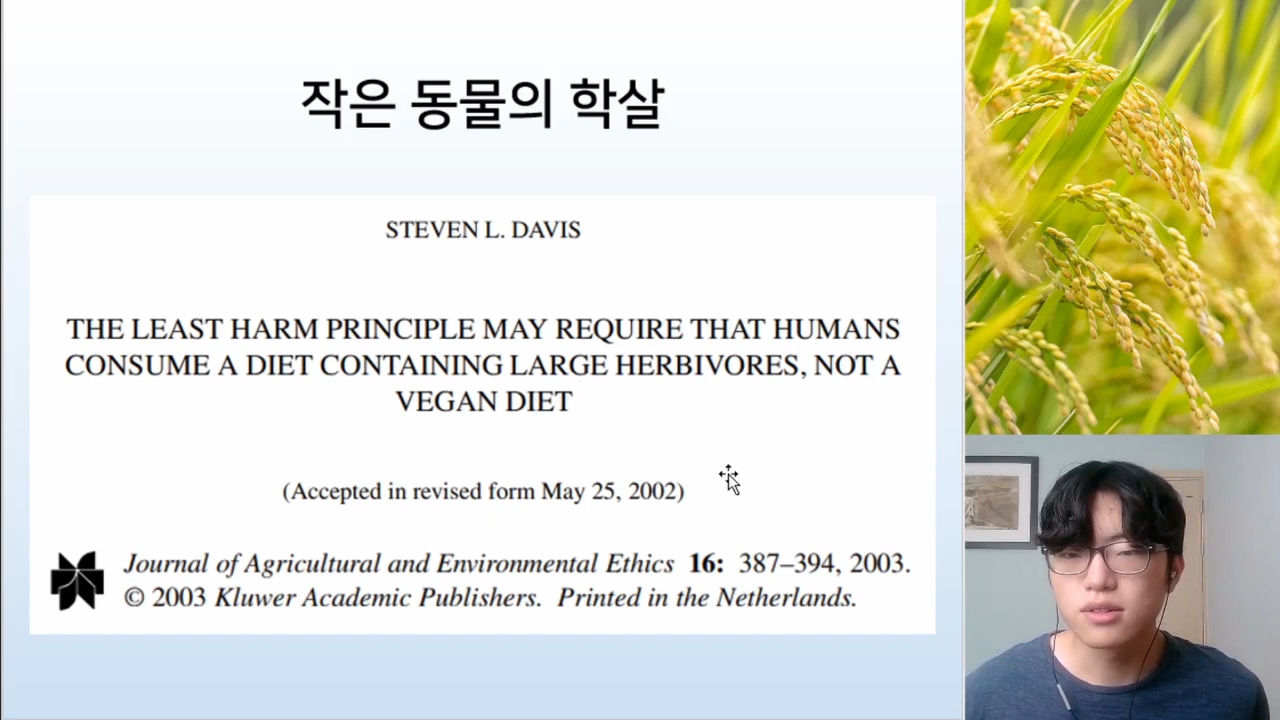 작은 동물의 학살
STEVEN L. DAVIS
THE LEAST HARM PRINCIPLE MAY REQUIRE THAT HUMANS
CONSUME A DIET CONTAINING LARGE HERBIVORES, NOT A
VEGAN DIET
(Accepted in revised form May 25, 2002)
Journal of Agricultural and Environmental Ethics 16: 387–394, 2003.
© 2003 Kluwer Academic Publishers. Printed in the Netherlands.